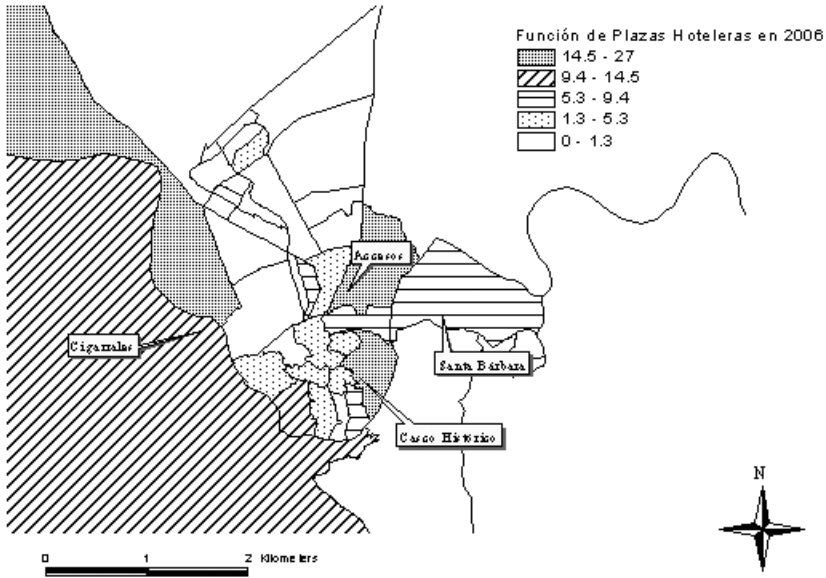 Función de Plazas Hoteleras en 2006
14.5 - 27
9.4 - 14.5
5.3 - 9.4
1.3 - 5.3
0 - 1.3
Accesos
Cigarrales
Santa Bárbara
Casco Histórico
N
0 1 2 Kilometers